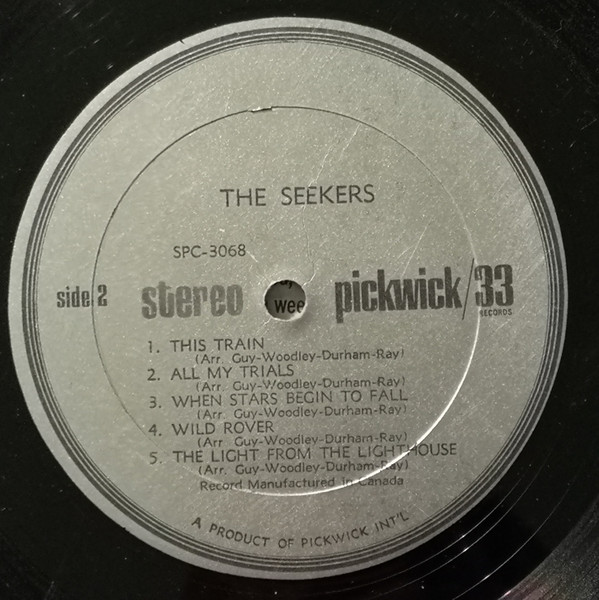 THE SEEKERS
SPC-3068
side 2
stereo
pickwick/33
RECORDS
wee
1. THIS TRAIN
(Arr. Guy-Woodley-Durham-Ray)
2. ALL MY TRIALS
(Arr. Guy-Woodley-Durham-Ray)
3. WHEN STARS BEGIN TO FALL
(Arr. Guy-Woodley-Durham-Ray)
4. WILD ROVER
(Arr. Guy-Woodley-Durham-Ray)
5. THE LIGHT FROM THE LIGHTHOUSE
(Arr. Guy-Woodley-Durham-Ray)
Record Manufactured in Canada
A PRODUCT OF PICKWICK INT'L